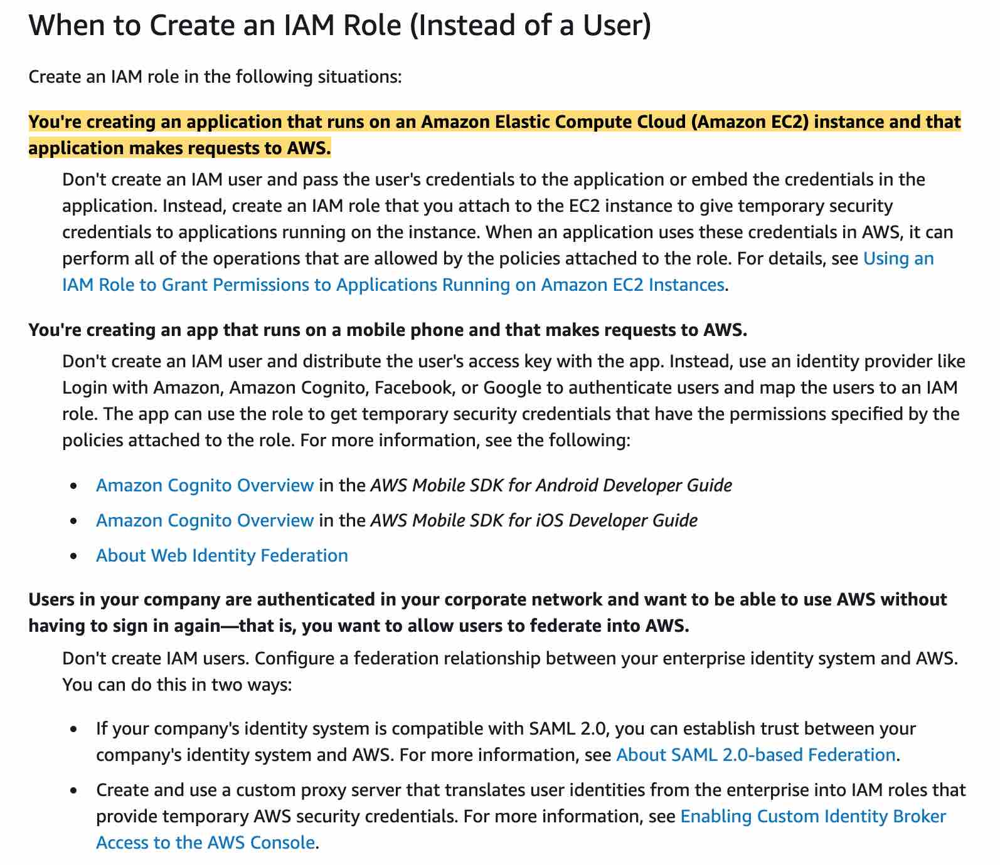 When to Create an IAM Role (Instead of a User)
Create an IAM role in the following situations:
You're creating an application that runs on an Amazon Elastic Compute Cloud (Amazon EC2) instance and that
application makes requests to AWS.
Don't create an IAM user and pass the user's credentials to the application or embed the credentials in the
application. Instead, create an IAM role that you attach to the EC2 instance to give temporary security
credentials to applications running on the instance. When an application uses these credentials in AWS, it can
perform all of the operations that are allowed by the policies attached to the role. For details, see Using an
IAM Role to Grant Permissions to Applications Running on Amazon EC2 Instances.
You're creating an app that runs on a mobile phone and that makes requests to AWS.
Don't create an IAM user and distribute the user's access key with the app. Instead, use an identity provider like
Login with Amazon, Amazon Cognito, Facebook, or Google to authenticate users and map the users to an IAM
role. The app can use the role to get temporary security credentials that have the permissions specified by the
policies attached to the role. For more information, see the following:
• Amazon Cognito Overview in the AWS Mobile SDK for Android Developer Guide
• Amazon Cognito Overview in the AWS Mobile SDK for iOS Developer Guide
• About Web Identity Federation
Users in your company are authenticated in your corporate network and want to be able to use AWS without
having to sign in again—that is, you want to allow users to federate into AWS.
Don't create IAM users. Configure a federation relationship between your enterprise identity system and AWS.
You can do this in two ways:
• If your company's identity system is compatible with SAML 2.0, you can establish trust between your
company's identity system and AWS. For more information, see About SAML 2.0-based Federation.
• Create and use a custom proxy server that translates user identities from the enterprise into IAM roles that
provide temporary AWS security credentials. For more information, see Enabling Custom Identity Broker
Access to the AWS Console.